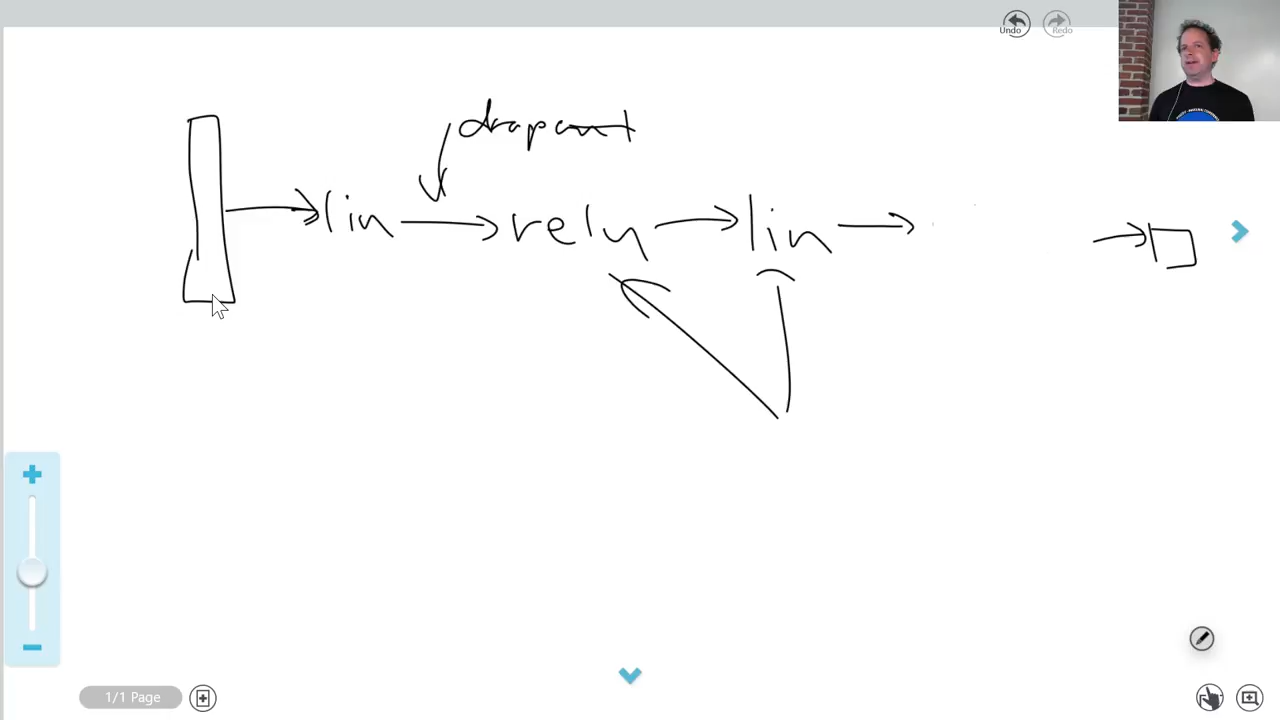 Undo
Redo
dropout
lin relu lin
1/1 Page